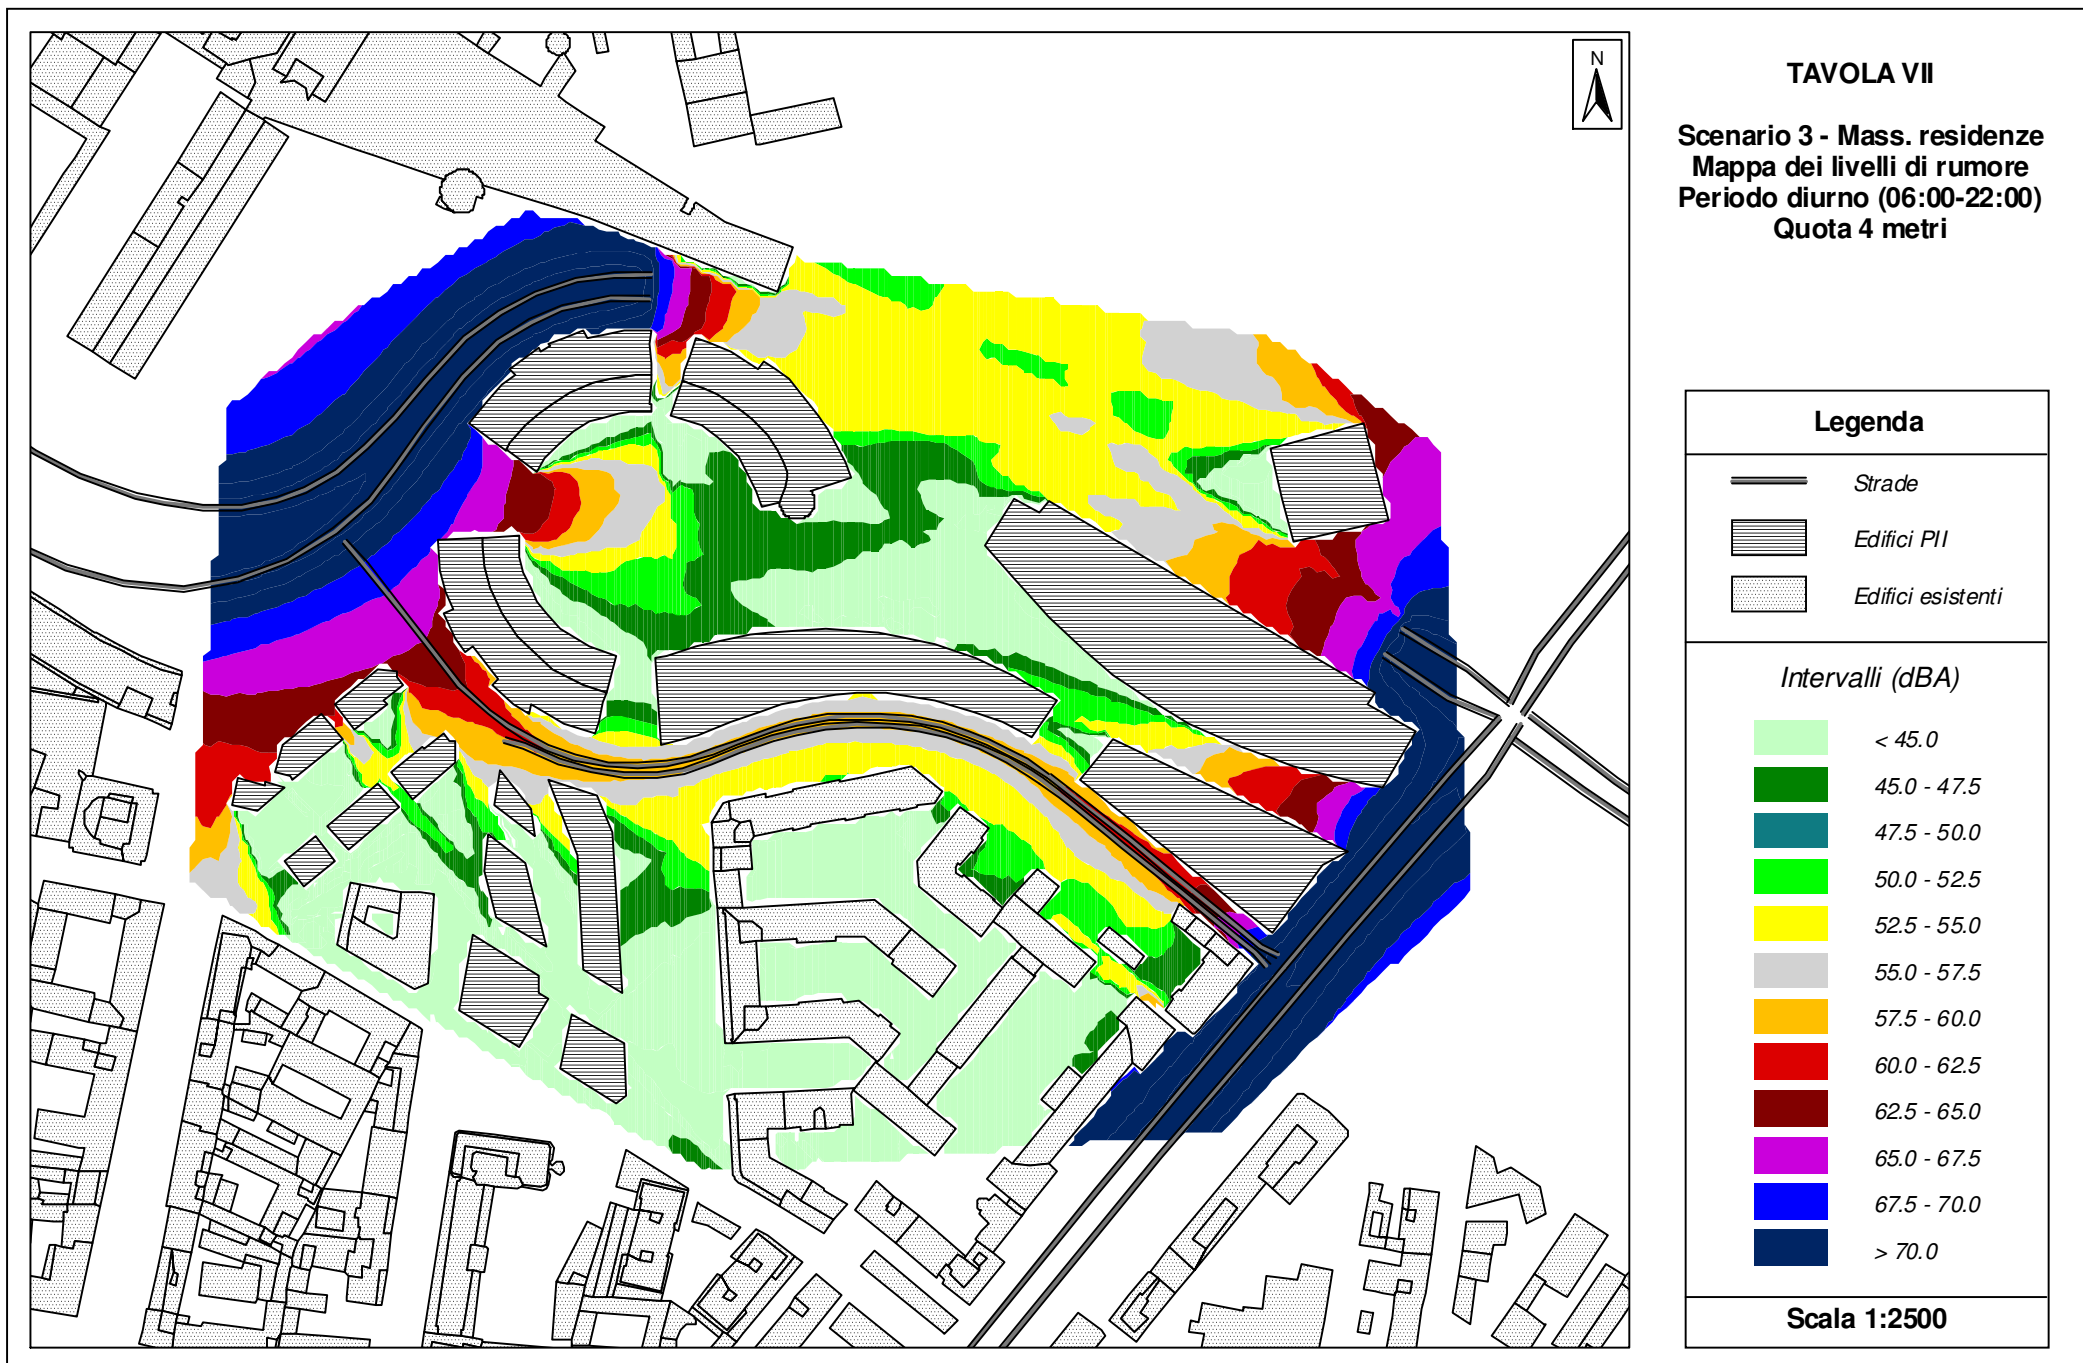 N
TAVOLA VII
Scenario 3 - Mass. residenze
Mappa dei livelli di rumore
Periodo diurno (06:00-22:00)
Quota 4 metri
Legenda
Strade
Edifici PII
Edifici esistenti
Intervalli (dBA)
< 45.0
45.0 - 47.5
47.5 - 50.0
50.0 - 52.5
52.5 - 55.0
55.0 - 57.5
57.5 - 60.0
60.0 - 62.5
62.5 - 65.0
65.0 - 67.5
67.5 - 70.0
> 70.0
Scala 1:2500